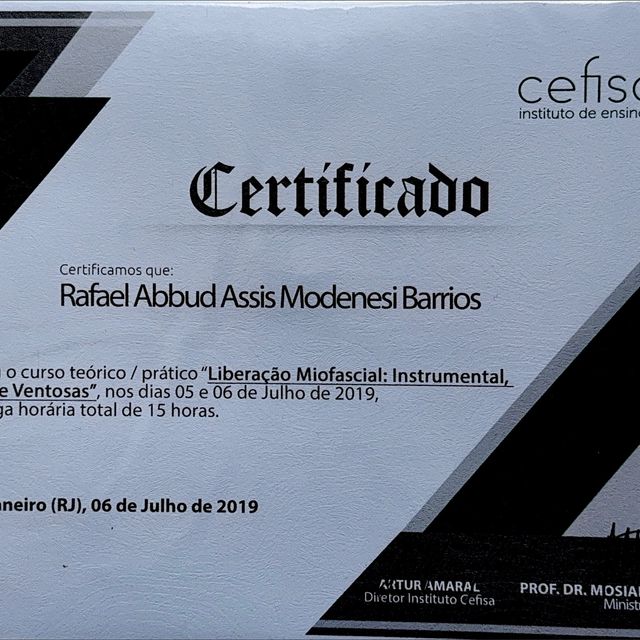 cefisa
instituto de ensino
Certificado
Certificamos que:
Rafael Abbud Assis Modenesi Barrios
o curso teórico / prático "Liberação Miofascial: Instrumental,
e Ventosas", nos dias 05 e 06 de Julho de 2019,
ga horária total de 15 horas.
aneiro (RJ), 06 de Julho de 2019
ARTUR AMARAL
Diretor Instituto Cefisa
PROF. DR. MOSIA
Minist